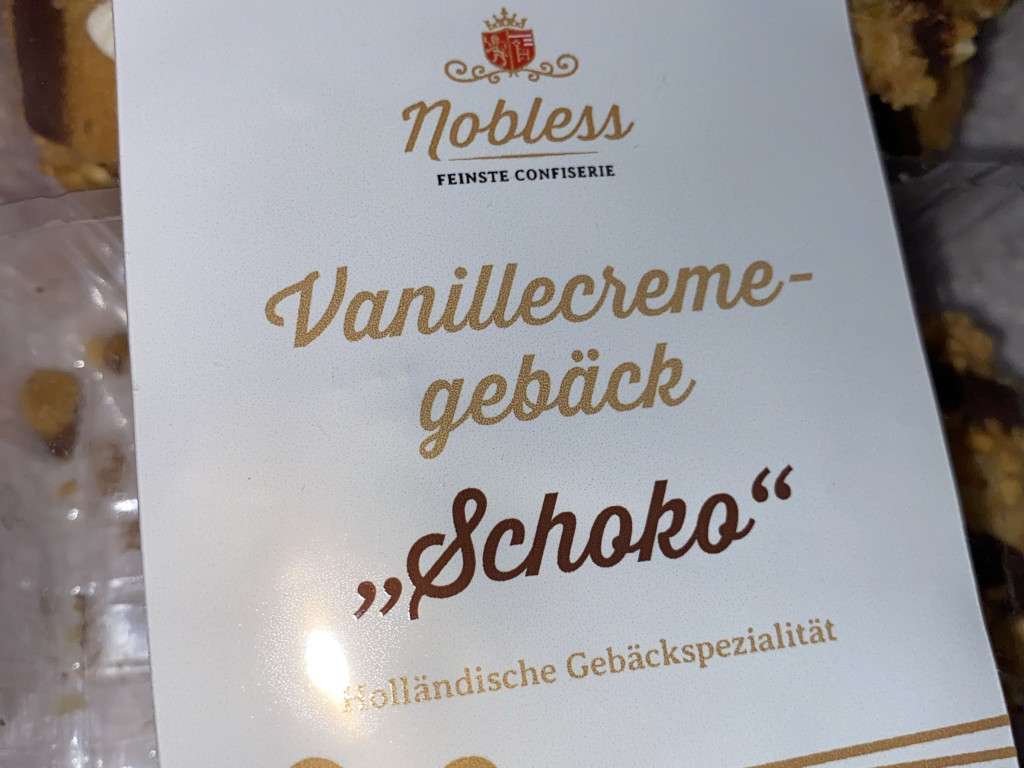 Nobless
FEINSTE CONFISERIE
Vanillecreme-
gebäck
„Schoko“
Holländische Gebäckspezialität